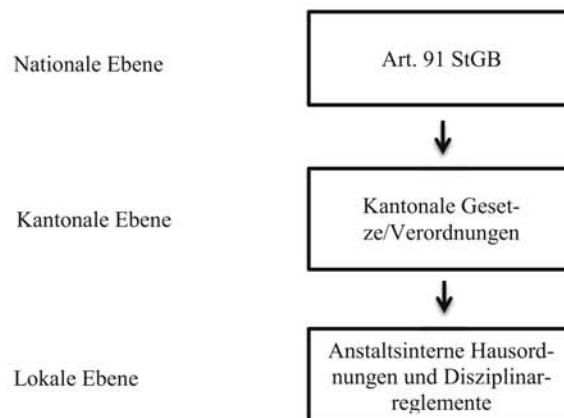 Nationale Ebene
Art. 91 StGB
Kantonale Ebene
Kantonale Geset-
ze/Verordnungen
Lokale Ebene
Anstaltsinterne Hausord-
nungen und Disziplinar-
reglemente